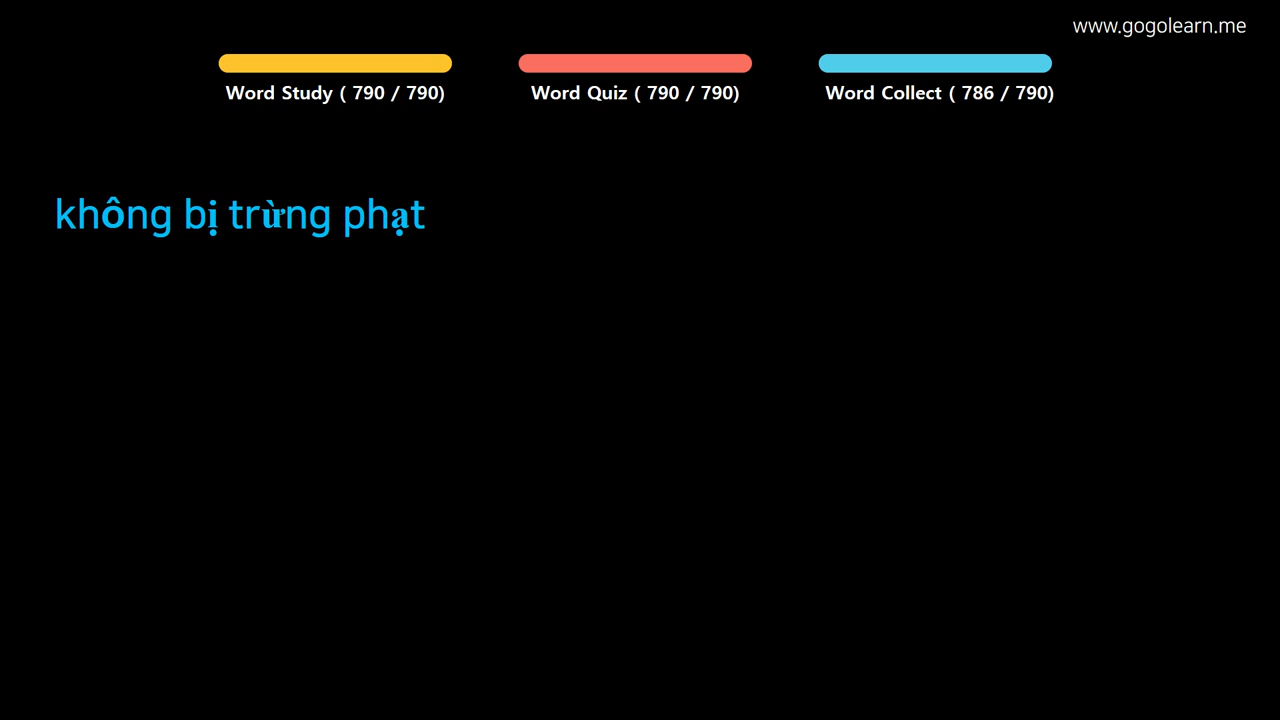 www.gogolearn.me
Word Study ( 790 / 790)
Word Quiz ( 790 / 790)
Word Collect ( 786 / 790)
không bị trừng phạt